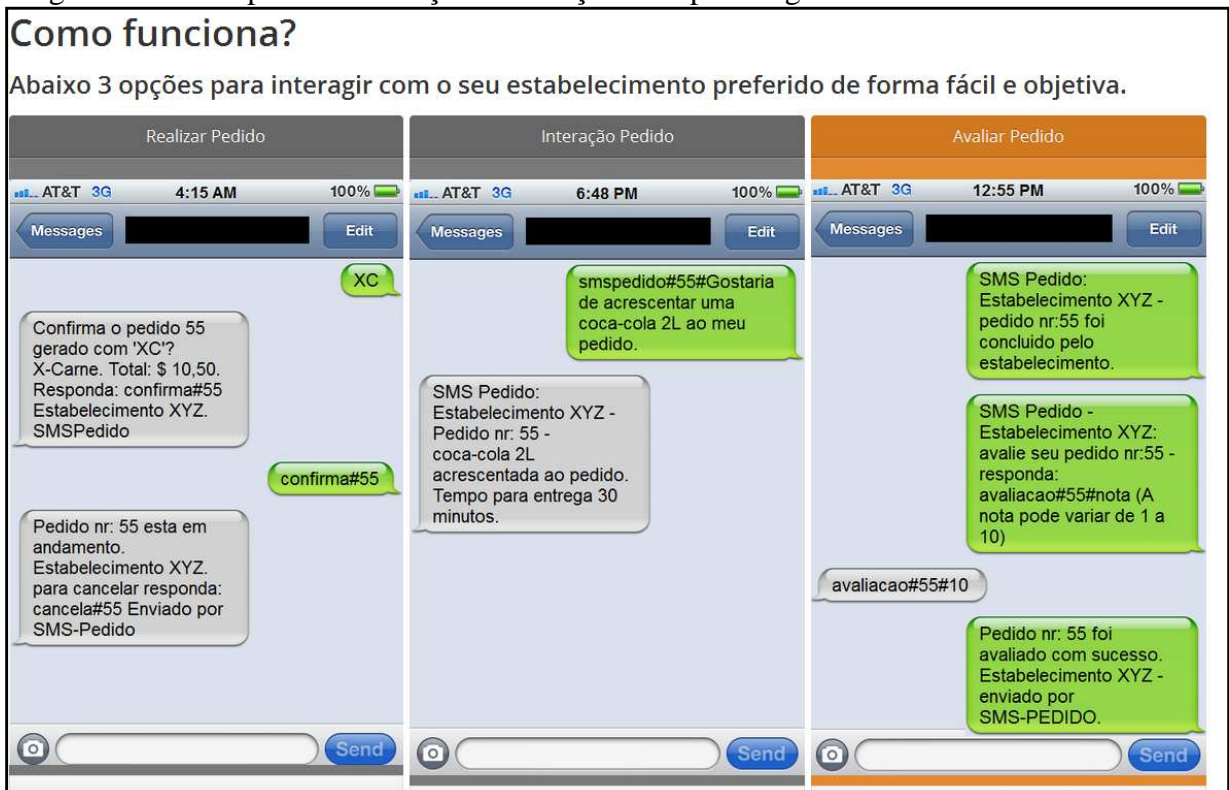 Como funciona?
Abaixo 3 opções para interagir com o seu estabelecimento preferido de forma fácil e objetiva.
Realizar Pedido
AT&T 3G 4:15 AM 100%
Messages Edit
XC
Confirma o pedido 55
gerado com 'XC'?
X-Carne. Total: $ 10,50.
Responda: confirma#55
Estabelecimento XYZ.
SMSPedido
confirma#55
Pedido nr: 55 esta em
andamento.
Estabelecimento XYZ.
para cancelar responda:
cancela#55 Enviado por
SMS-Pedido
Send
Interação Pedido
AT&T 3G 6:48 PM 100%
Messages Edit
smspedido#55#Gostaria
de acrescentar uma
coca-cola 2L ao meu
pedido.
SMS Pedido:
Estabelecimento XYZ -
Pedido nr: 55 -
coca-cola 2L
acrescentada ao pedido.
Tempo para entrega 30
minutos.
Send
Avaliar Pedido
AT&T 3G 12:55 PM 100%
Messages Edit
SMS Pedido:
Estabelecimento XYZ -
pedido nr:55 foi
concluido pelo
estabelecimento.
SMS Pedido -
Estabelecimento XYZ:
avalie seu pedido nr:55 -
responda:
avaliacao#55#nota (A
nota pode variar de 1 a
10)
avaliacao#55#10
Pedido nr: 55 foi
avaliado com sucesso.
Estabelecimento XYZ -
enviado por
SMS-PEDIDO.
Send